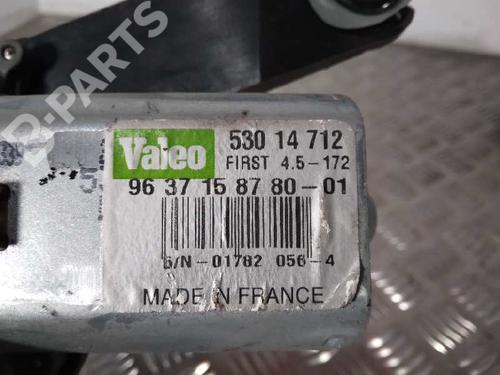 B-PARTS
Valeo
530 14 712
FIRST 4.5-172
96 37 15 87 80-01
S/N-01782 056-4
MADE IN FRANCE